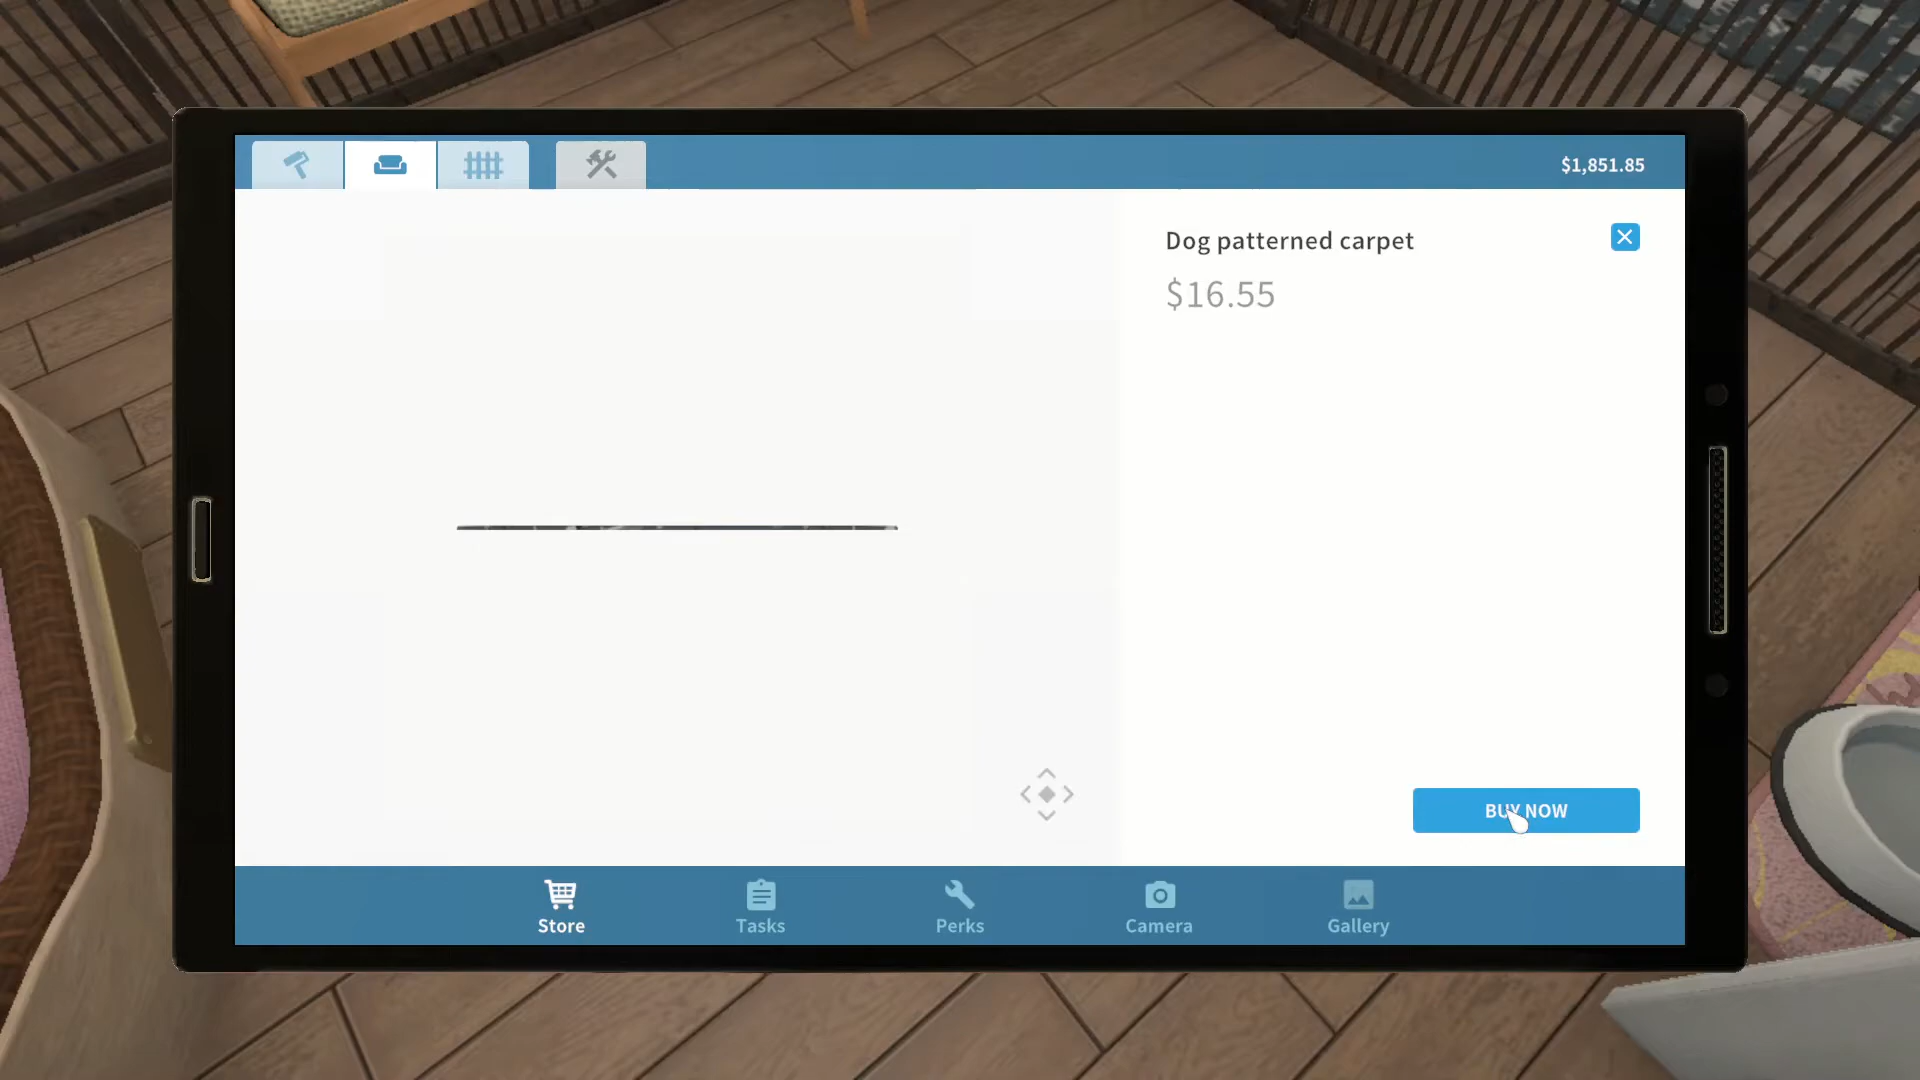 $1,851.85
Dog patterned carpet
$16.55
BUY NOW
Store
Tasks
Perks
Camera
Gallery